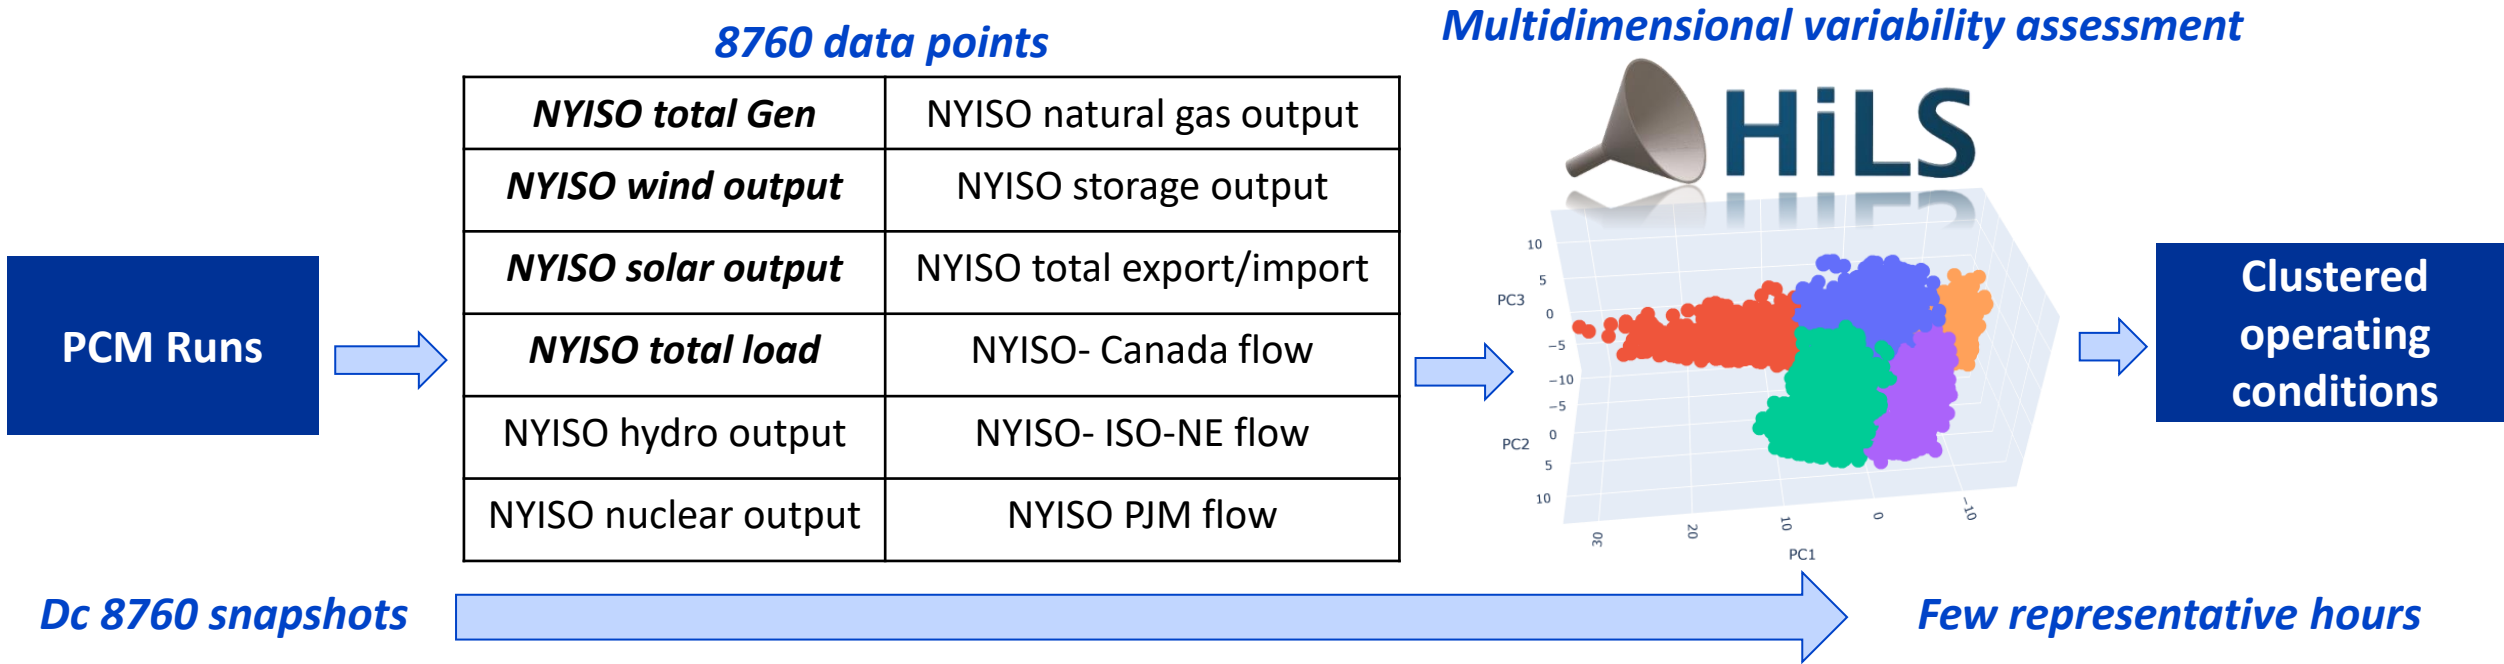 8760 data points
Multidimensional variability assessment
PCM Runs
NYISO total Gen
NYISO natural gas output
NYISO wind output
NYISO storage output
NYISO solar output
NYISO total export/import
NYISO total load
NYISO- Canada flow
NYISO hydro output
NYISO- ISO-NE flow
NYISO nuclear output
NYISO PJM flow
HiLS
10
5
PC3
0
−5
−10
−5
PC2
0
5
10
30
20
10
0
−10
PC1
Clustered
operating
conditions
Dc 8760 snapshots
Few representative hours